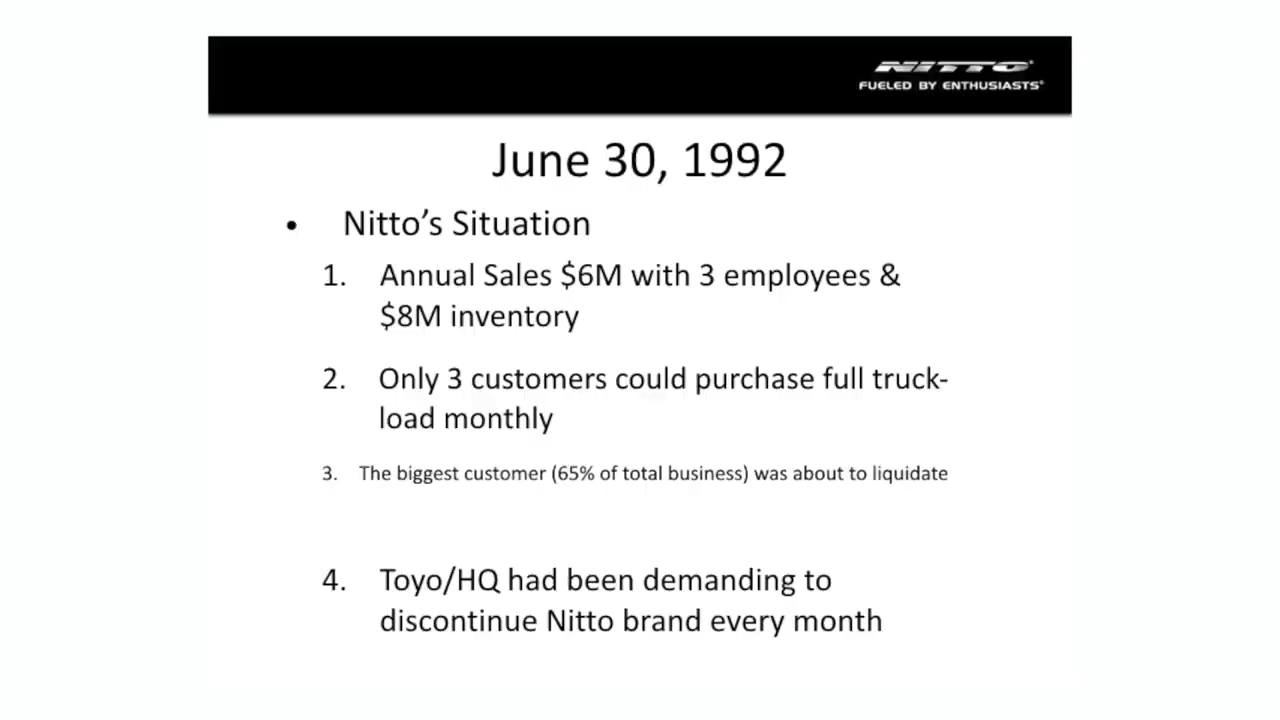 NITTO
FUELED BY ENTHUSIASTS®
June 30, 1992
• Nitto’s Situation
1. Annual Sales $6M with 3 employees &
$8M inventory
2. Only 3 customers could purchase full truck-
load monthly
3. The biggest customer (65% of total business) was about to liquidate
4. Toyo/HQ had been demanding to
discontinue Nitto brand every month